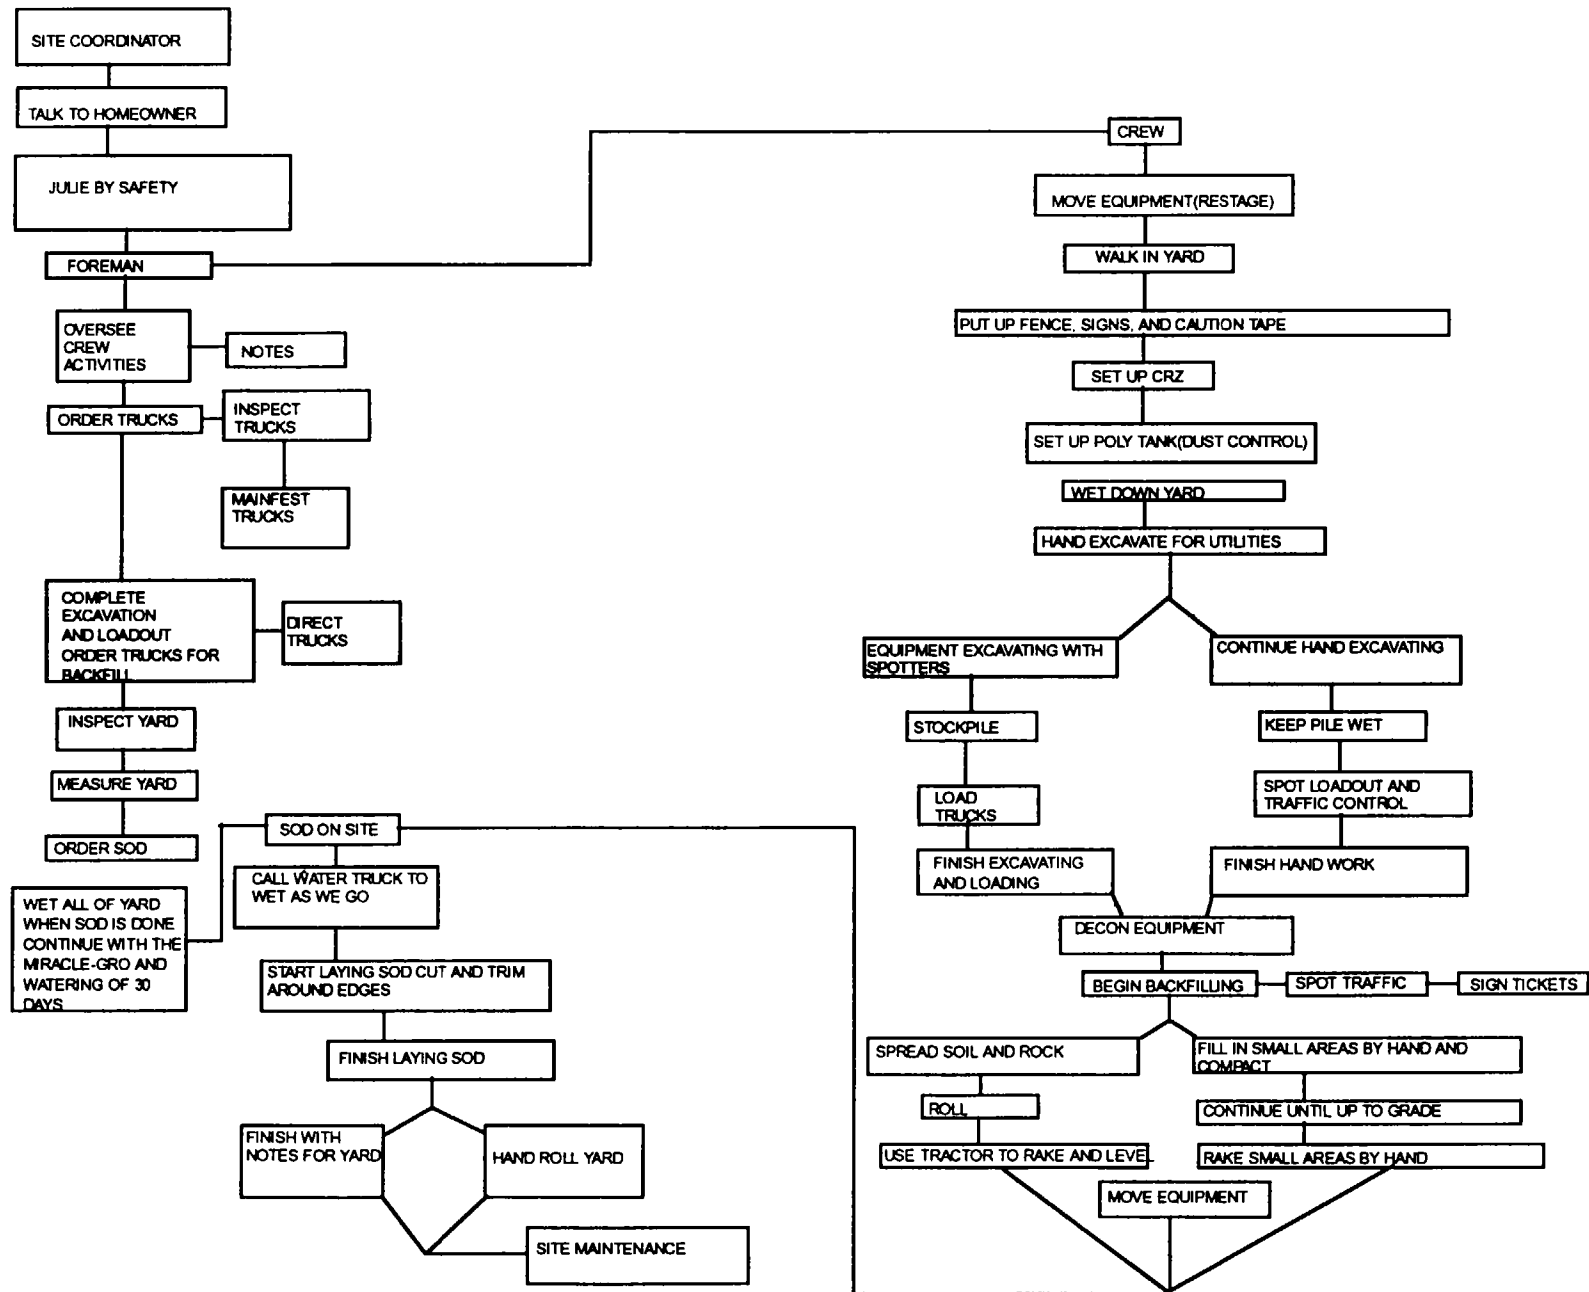 SITE COORDINATOR
TALK TO HOMEOWNER
JULIE BY SAFETY
FOREMAN
OVERSEE
CREW
ACTIVITIES
NOTES
ORDER TRUCKS
INSPECT
TRUCKS
MAINFEST
TRUCKS
COMPLETE
EXCAVATION
AND LOADOUT
ORDER TRUCKS FOR
BACKFILL
DIRECT
TRUCKS
INSPECT YARD
MEASURE YARD
ORDER SOD
SOD ON SITE
CALL WATER TRUCK TO
WET AS WE GO
WET ALL OF YARD
WHEN SOD IS DONE
CONTINUE WITH THE
MIRACLE-GRO AND
WATERING OF 30
DAYS
START LAYING SOD CUT AND TRIM
AROUND EDGES
FINISH LAYING SOD
FINISH WITH
NOTES FOR YARD
HAND ROLL YARD
SITE MAINTENANCE
CREW
MOVE EQUIPMENT(RESTAGE)
WALK IN YARD
PUT UP FENCE, SIGNS, AND CAUTION TAPE
SET UP CRZ
SET UP POLY TANK(DUST CONTROL)
WET DOWN YARD
HAND EXCAVATE FOR UTILITIES
EQUIPMENT EXCAVATING WITH
SPOTTERS
CONTINUE HAND EXCAVATING
STOCKPILE
KEEP PILE WET
LOAD
TRUCKS
SPOT LOADOUT AND
TRAFFIC CONTROL
FINISH EXCAVATING
AND LOADING
FINISH HAND WORK
DECON EQUIPMENT
BEGIN BACKFILLING
SPOT TRAFFIC
SIGN TICKETS
SPREAD SOIL AND ROCK
FILL IN SMALL AREAS BY HAND AND
COMPACT
ROLL
CONTINUE UNTIL UP TO GRADE
USE TRACTOR TO RAKE AND LEVEL
RAKE SMALL AREAS BY HAND
MOVE EQUIPMENT